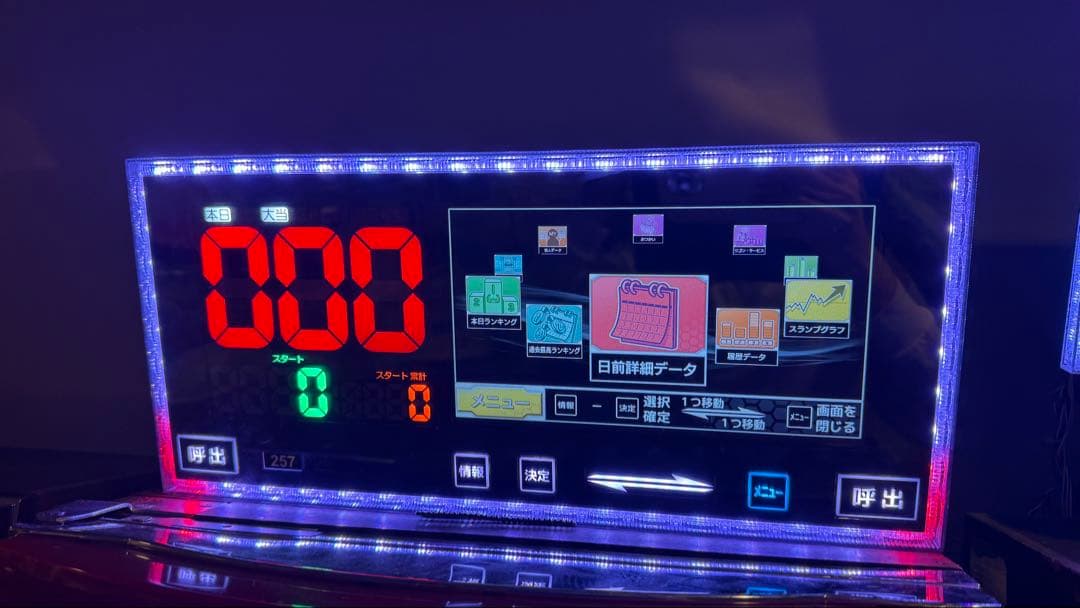 本日 大当
000
スタート
0
スタート累計
0
呼出
257
本日ランキング
過去最高ランキング
日前詳細データ
履歴データ
スランプグラフ
メニュー
情報 － 決定 選択
確定
1つ移動
1つ移動
メニュー 画面を
閉じる
情報
決定
メニュー
呼出